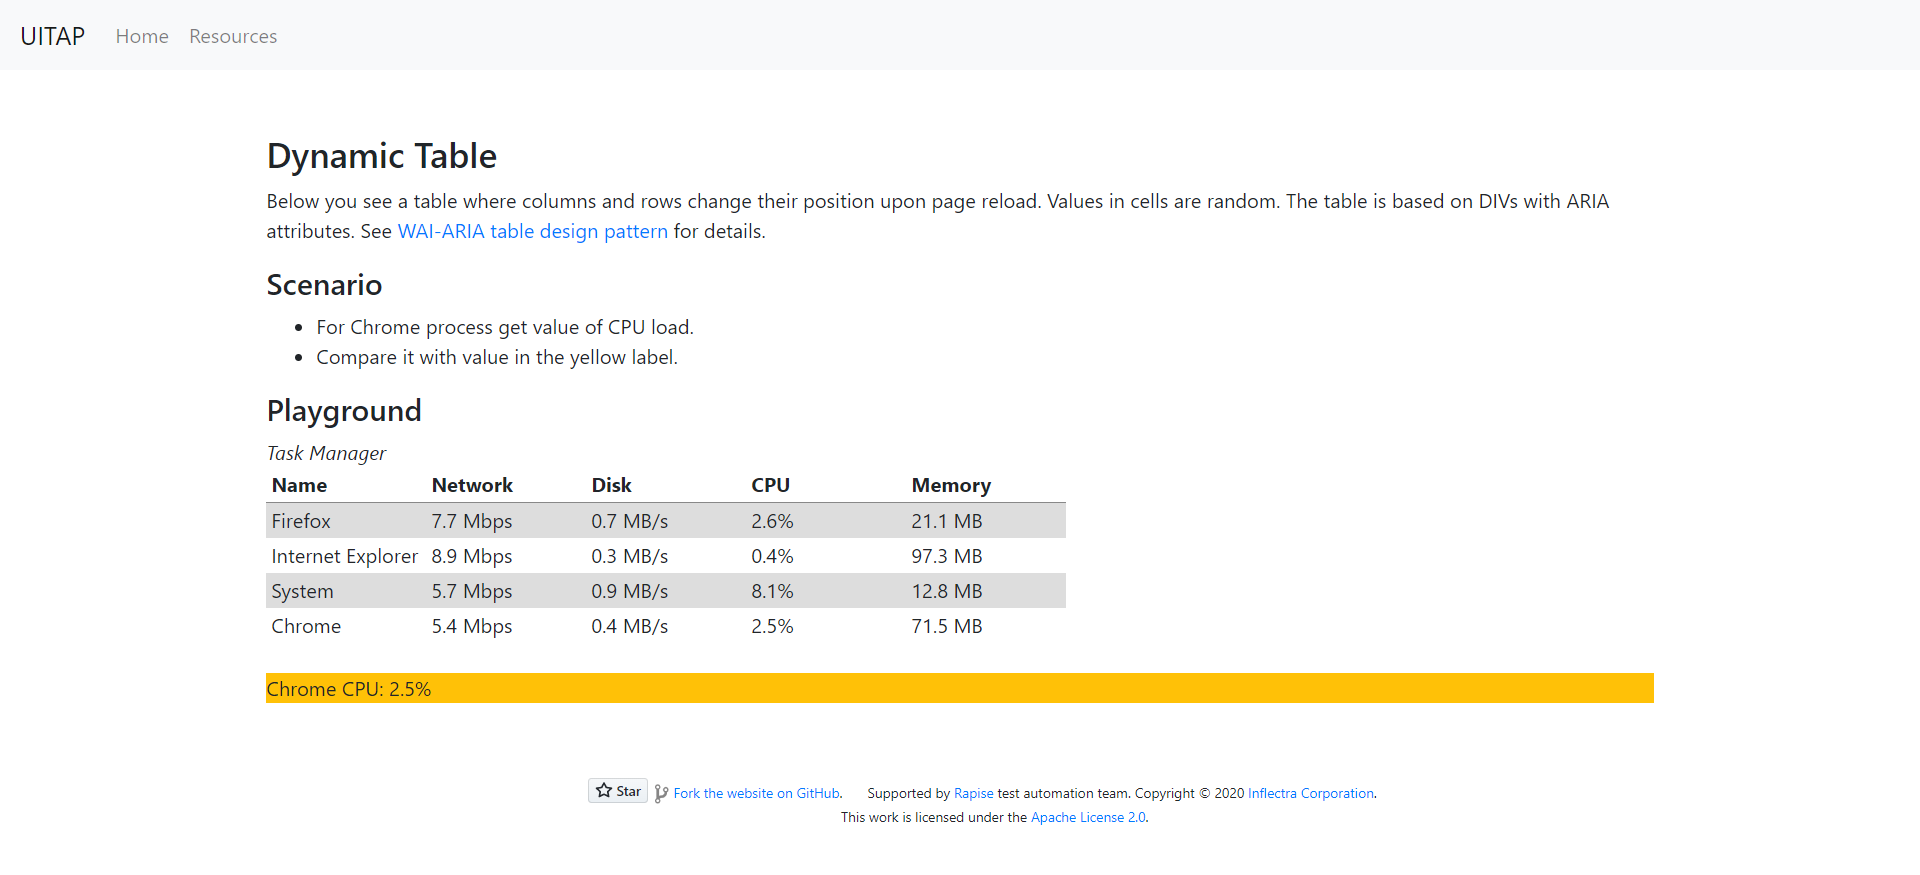 UITAP Home Resources
Dynamic Table
Below you see a table where columns and rows change their position upon page reload. Values in cells are random. The table is based on DIVs with ARIA
attributes. See WAI-ARIA table design pattern for details.
Scenario
• For Chrome process get value of CPU load.
• Compare it with value in the yellow label.
Playground
Task Manager
Name Network Disk CPU Memory
Firefox 7.7 Mbps 0.7 MB/s 2.6% 21.1 MB
Internet Explorer 8.9 Mbps 0.3 MB/s 0.4% 97.3 MB
System 5.7 Mbps 0.9 MB/s 8.1% 12.8 MB
Chrome 5.4 Mbps 0.4 MB/s 2.5% 71.5 MB
Chrome CPU: 2.5%
Star Fork the website on GitHub. Supported by Rapise test automation team. Copyright © 2020 Inflectra Corporation.
This work is licensed under the Apache License 2.0.